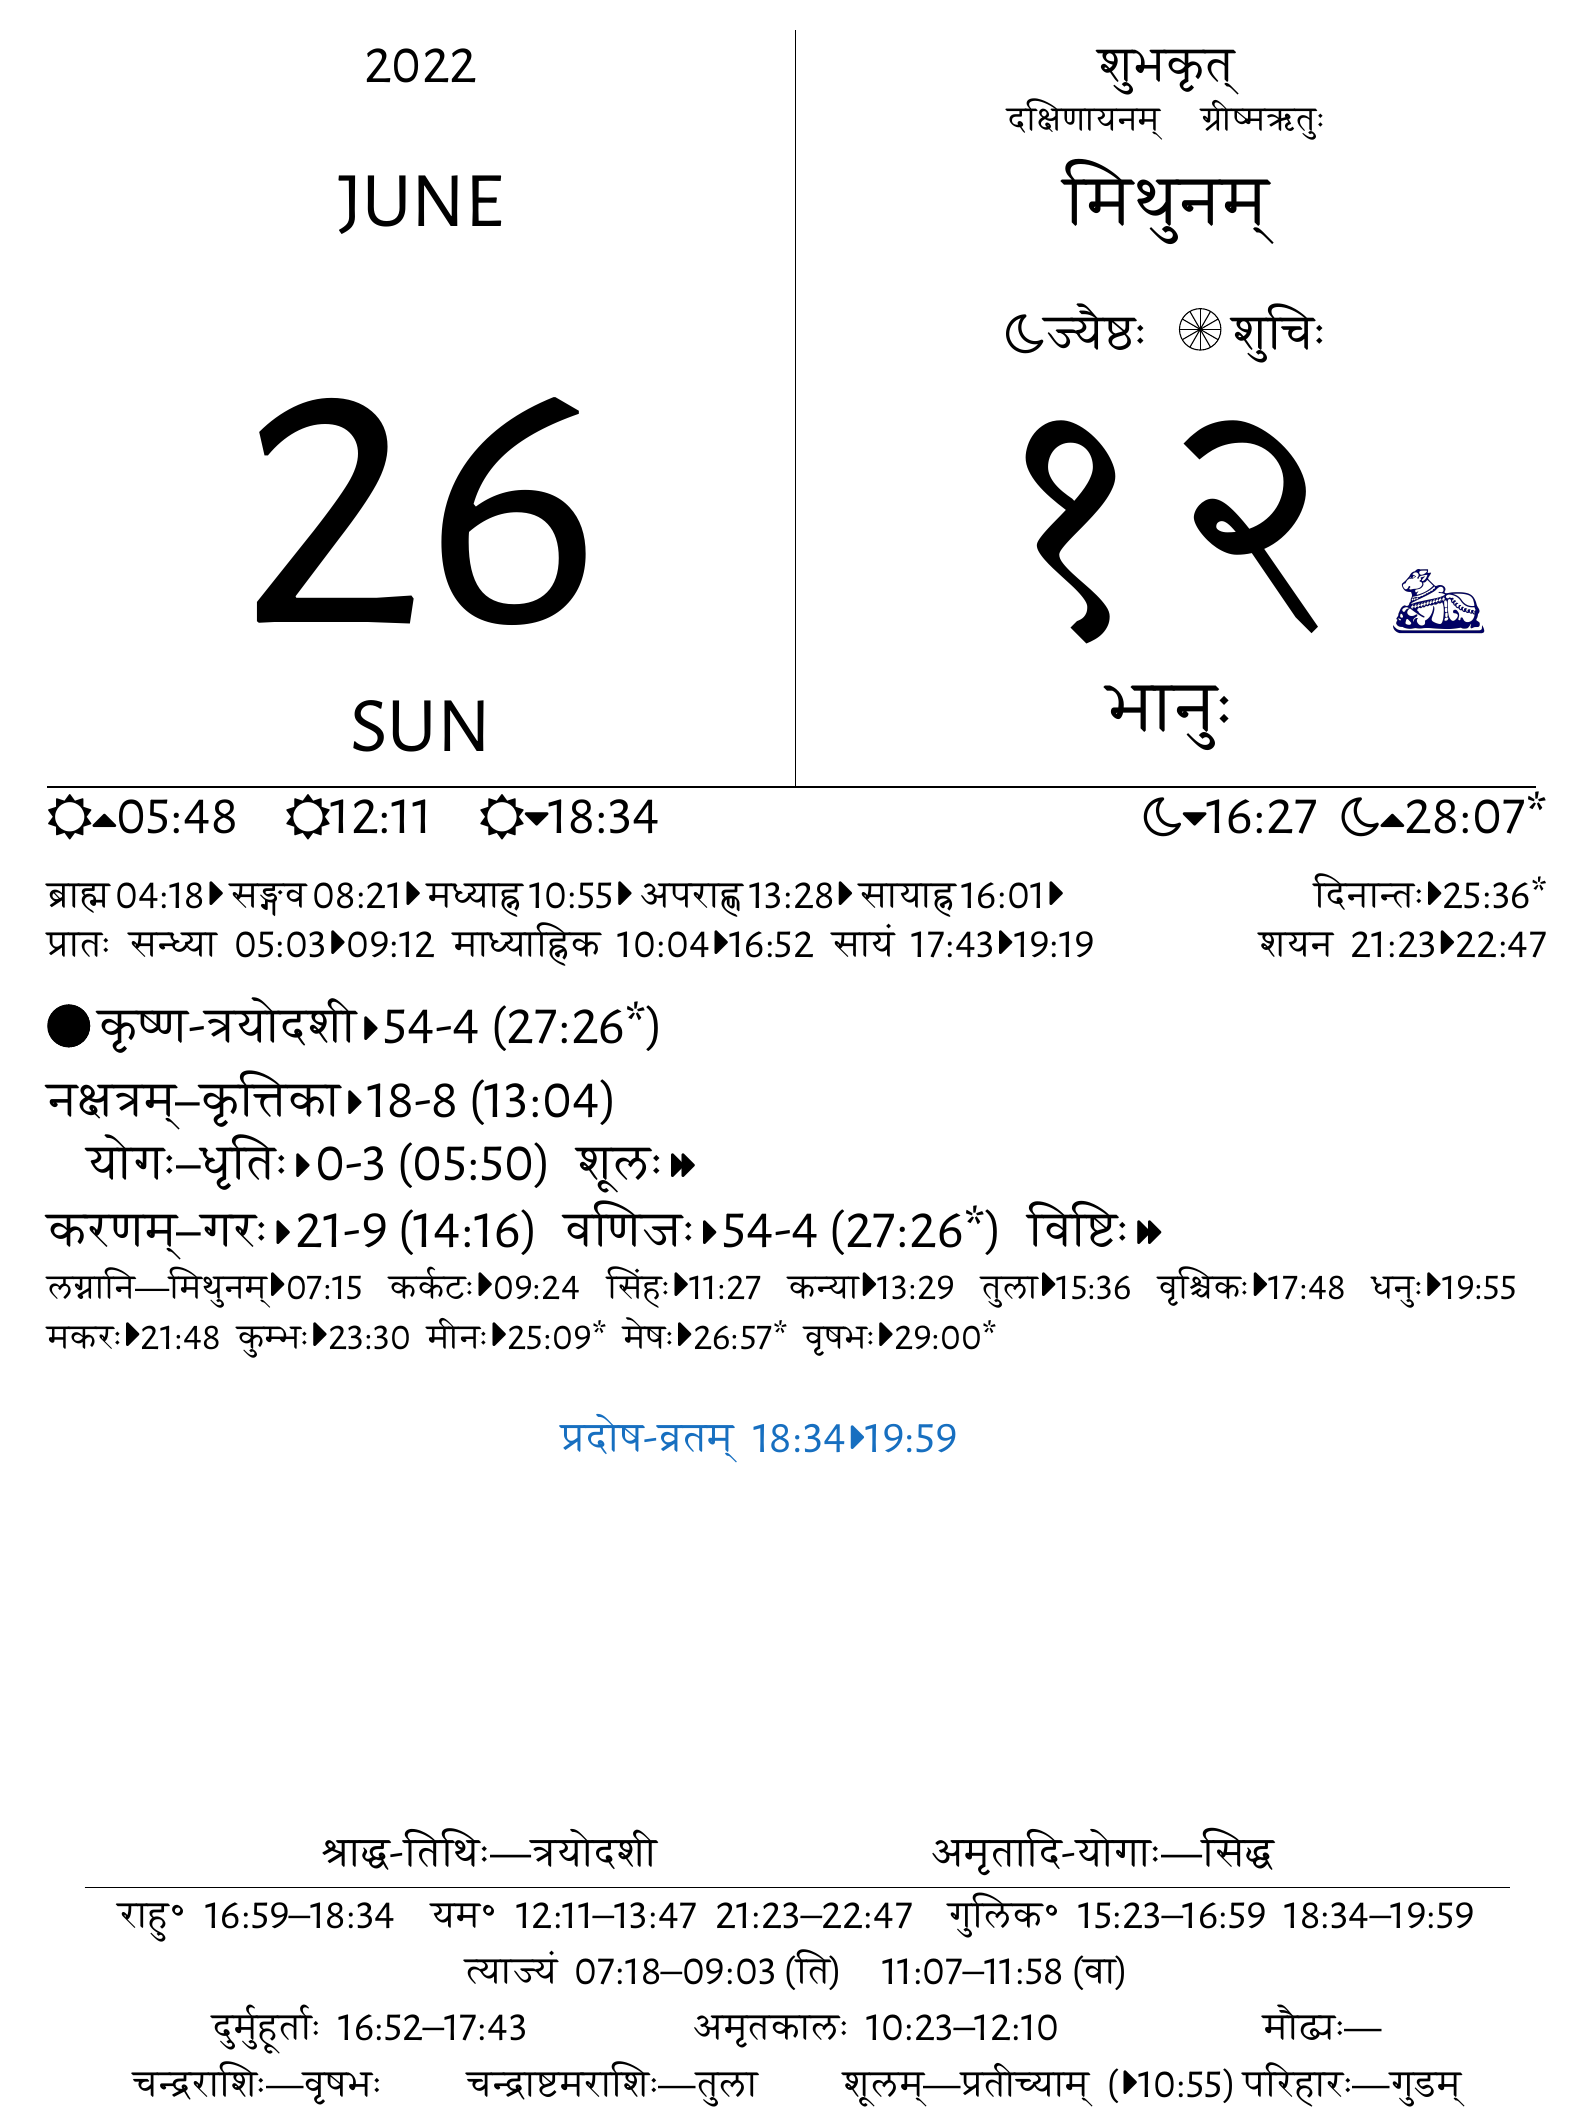 2022
JUNE
26
SUN
शुभकृत्
दक्षिणायनम् ग्रीष्मऋतुः
मिथुनम्
ज्यैष्ठः शुचिः
१२
भानुः
05:48 12:11 18:34 16:27 28:07*
ब्राह्म 04:18 सङ्गव 08:21 मध्याह्न 10:55 अपराह्ण 13:28 सायाह्न 16:01 दिनान्तः 25:36*
प्रातः सन्ध्या 05:03 09:12 माध्याह्निक 10:04 16:52 सायं 17:43 19:19 शयन 21:23 22:47
कृष्ण-त्रयोदशी 54-4 (27:26*)
नक्षत्रम्–कृत्तिका 18-8 (13:04)
योगः–धृतिः 0-3 (05:50) शूलः
करणम्–गरः 21-9 (14:16) वणिजः 54-4 (27:26*) विष्टिः
लग्नानि—मिथुनम् 07:15 कर्कटः 09:24 सिंहः 11:27 कन्या 13:29 तुला 15:36 वृश्चिकः 17:48 धनुः 19:55
मकरः 21:48 कुम्भः 23:30 मीनः 25:09* मेषः 26:57* वृषभः 29:00*
प्रदोष-व्रतम् 18:34 19:59
श्राद्ध-तिथिः—त्रयोदशी अमृतादि-योगाः—सिद्ध
राहु° 16:59–18:34 यम° 12:11–13:47 21:23–22:47 गुलिक° 15:23–16:59 18:34–19:59
त्याज्यं 07:18–09:03 (ति) 11:07–11:58 (वा)
दुर्मुहूर्ताः 16:52–17:43 अमृतकालः 10:23–12:10 मौढ्यः—
चन्द्रराशिः—वृषभः चन्द्राष्टमराशिः—तुला शूलम्—प्रतीच्याम् (10:55) परिहारः—गुडम्